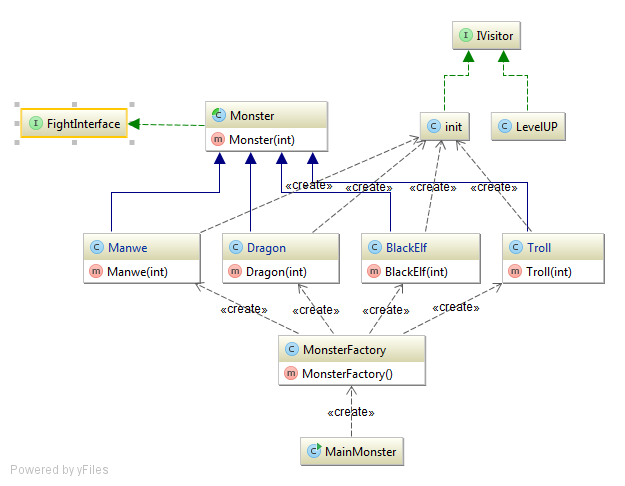 I IVisitor
C Monster
I FightInterface
m Monster(int)
C init
C LevelUP
«create»
«create»
«create»
«create»
C Manwe
C Dragon
C BlackElf
C Troll
m Manwe(int)
m Dragon(int)
m BlackElf(int)
m Troll(int)
«create»
«create»
«create»
«create»
C MonsterFactory
m MonsterFactory()
«create»
C MainMonster
Powered by yFiles